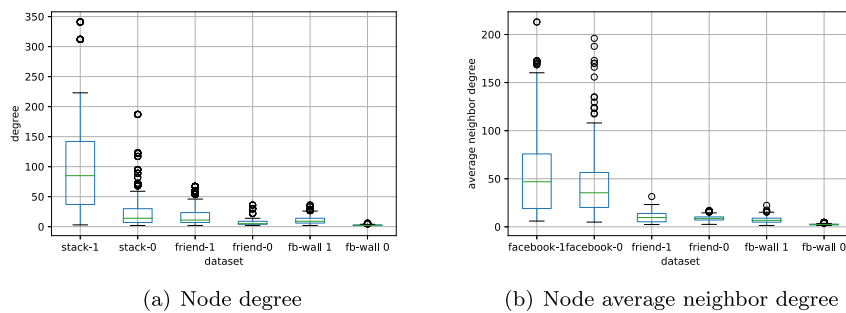 350
300
250
200
150
100
50
0
degree
stack-1 stack-0 friend-1 friend-0 fb-wall 1 fb-wall 0
dataset
(a) Node degree
200
150
100
50
0
average neighbor degree
facebook-1 facebook-0 friend-1 friend-0 fb-wall 1 fb-wall 0
dataset
(b) Node average neighbor degree